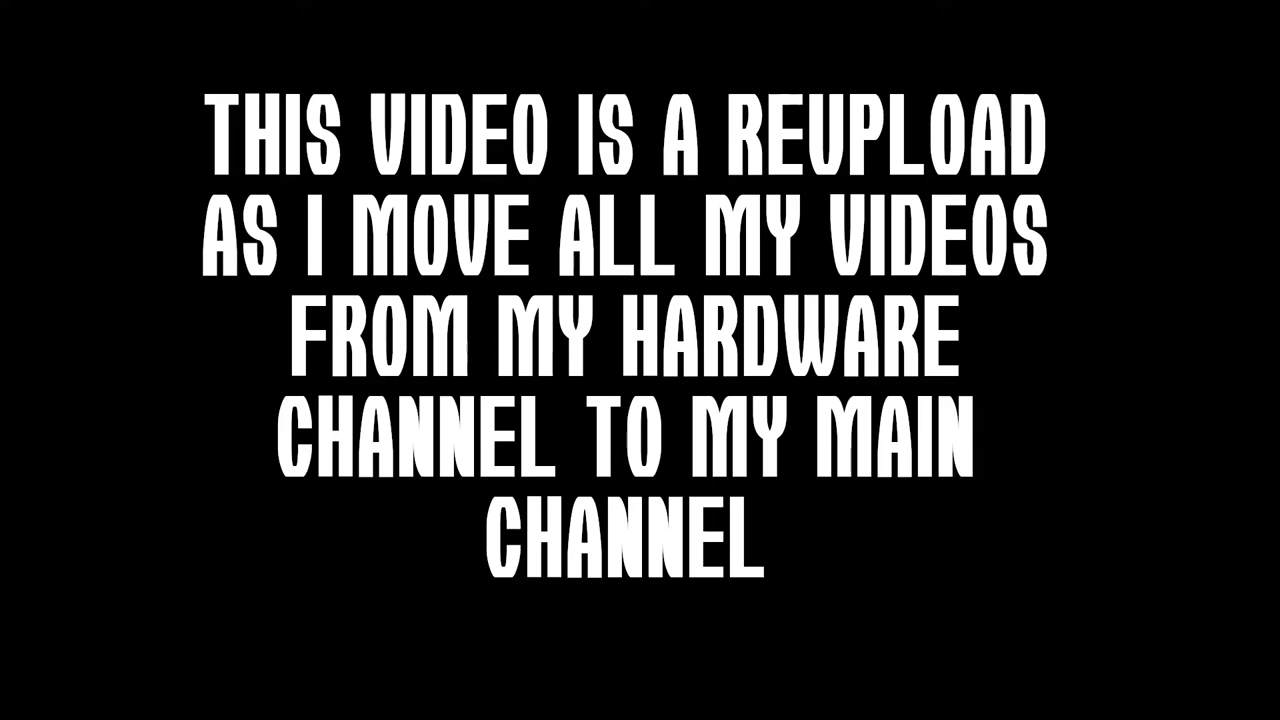 THIS VIDEO IS A REUPLOAD
AS I MOVE ALL MY VIDEOS
FROM MY HARDWARE
CHANNEL TO MY MAIN
CHANNEL